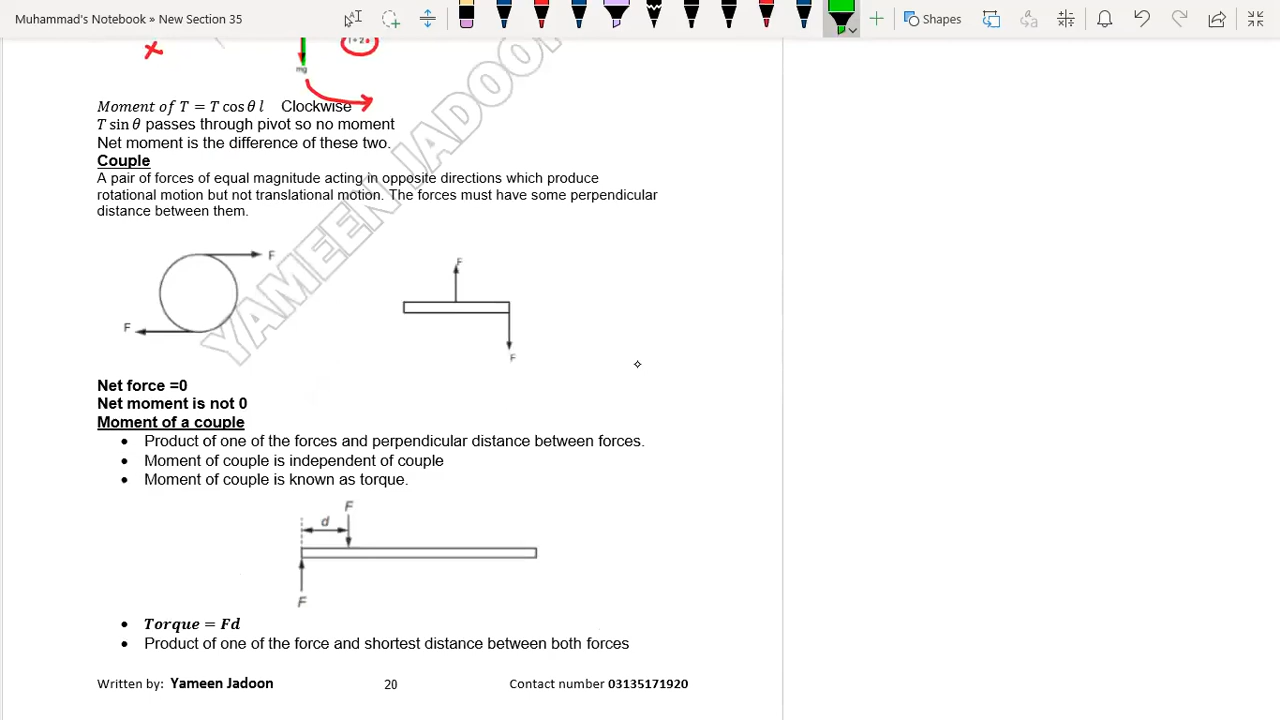 Muhammad's Notebook » New Section 35
Shapes
mg
Moment of T = T cos θ l Clockwise
T sin θ passes through pivot so no moment
Net moment is the difference of these two.
Couple
A pair of forces of equal magnitude acting in opposite directions which produce
rotational motion but not translational motion. The forces must have some perpendicular
distance between them.
F
F
F
F
Net force =0
Net moment is not 0
Moment of a couple
• Product of one of the forces and perpendicular distance between forces.
• Moment of couple is independent of couple
• Moment of couple is known as torque.
F
d
F
• Torque = Fd
• Product of one of the force and shortest distance between both forces
Written by: Yameen Jadoon 20 Contact number 03135171920
YAMEEN JADOON